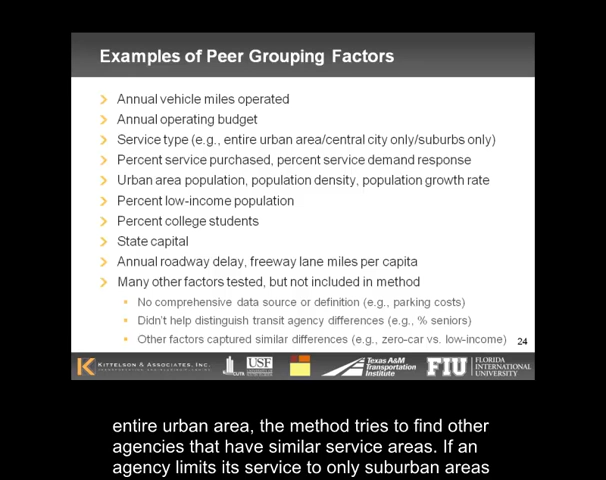 Examples of Peer Grouping Factors
Annual vehicle miles operated
Annual operating budget
Service type (e.g., entire urban area/central city only/suburbs only)
Percent service purchased, percent service demand response
Urban area population, population density, population growth rate
Percent low-income population
Percent college students
State capital
Annual roadway delay, freeway lane miles per capita
Many other factors tested, but not included in method
No comprehensive data source or definition (e.g., parking costs)
Didn't help distinguish transit agency differences (e.g., % seniors)
Other factors captured similar differences (e.g., zero-car vs. low-income)
24
KITTELSON & ASSOCIATES, INC.
CUTR
USF
Texas A&M
Transportation
Institute
FIU
FLORIDA
INTERNATIONAL
UNIVERSITY
entire urban area, the method tries to find other
agencies that have similar service areas. If an
agency limits its service to only suburban areas